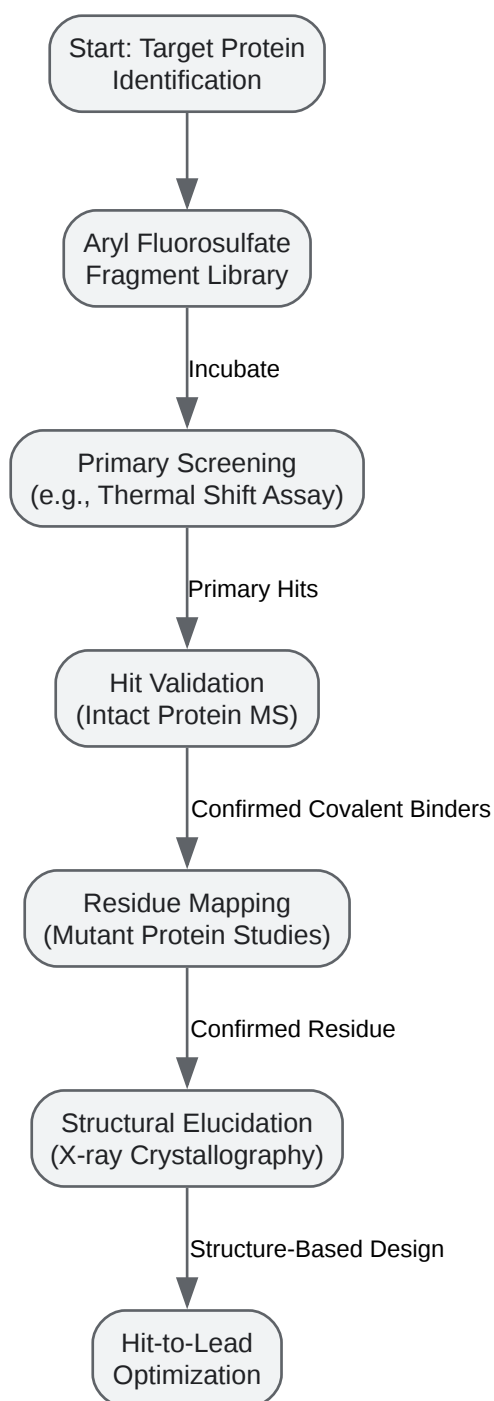 Start: Target Protein
Identification
Aryl Fluorosulfate
Fragment Library
Incubate
Primary Screening
(e.g., Thermal Shift Assay)
Primary Hits
Hit Validation
(Intact Protein MS)
Confirmed Covalent Binders
Residue Mapping
(Mutant Protein Studies)
Confirmed Residue
Structural Elucidation
(X-ray Crystallography)
Structure-Based Design
Hit-to-Lead
Optimization